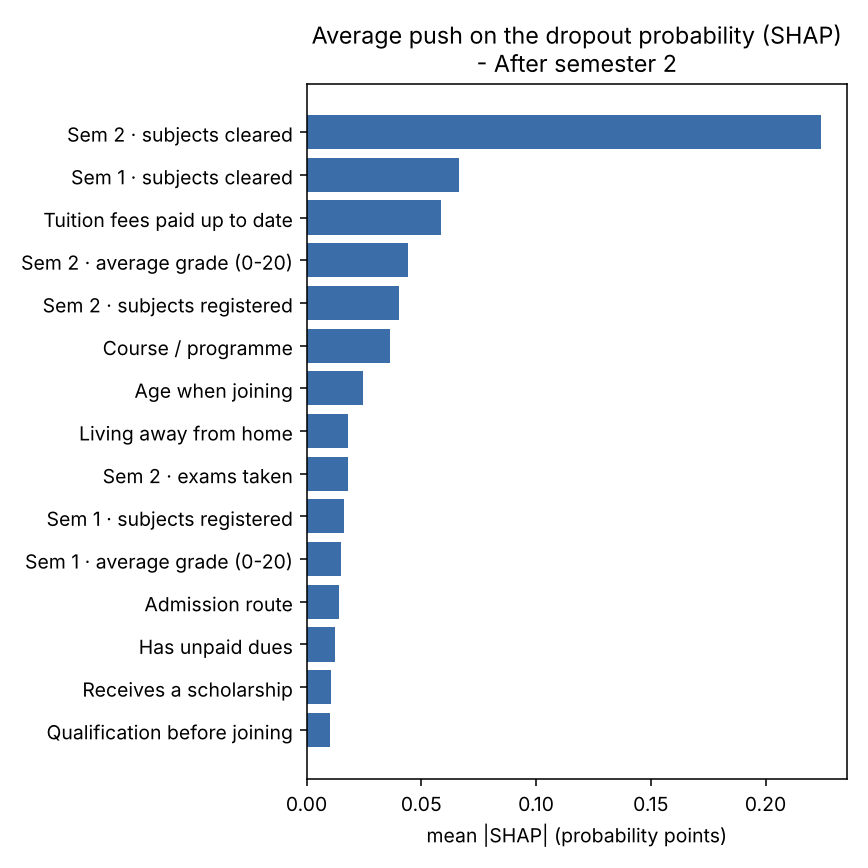 Average push on the dropout probability (SHAP)
- After semester 2
Sem 2 · subjects cleared
Sem 1 · subjects cleared
Tuition fees paid up to date
Sem 2 · average grade (0-20)
Sem 2 · subjects registered
Course / programme
Age when joining
Living away from home
Sem 2 · exams taken
Sem 1 · subjects registered
Sem 1 · average grade (0-20)
Admission route
Has unpaid dues
Receives a scholarship
Qualification before joining
0.00 0.05 0.10 0.15 0.20
mean |SHAP| (probability points)